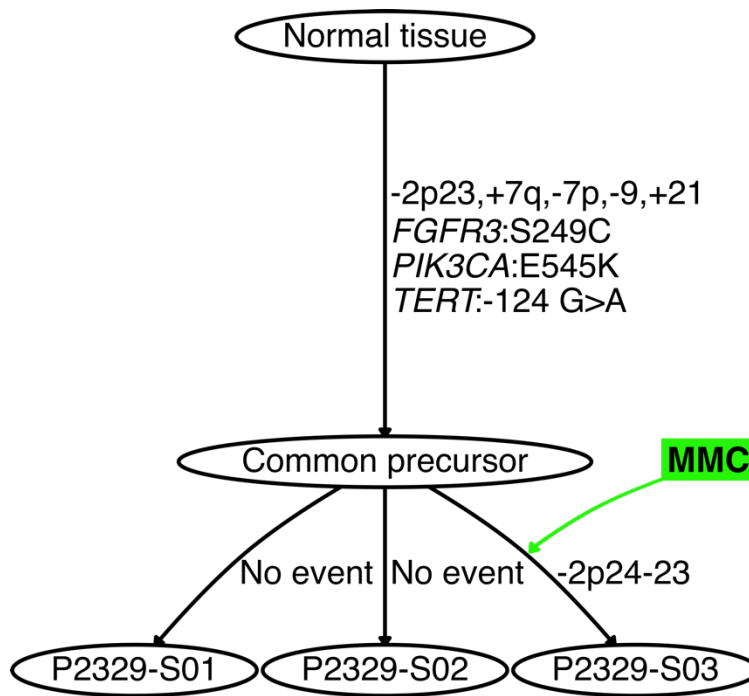 Normal tissue
-2p23,+7q,-7p,-9,+21
FGFR3:S249C
PIK3CA:E545K
TERT:-124 G>A
Common precursor
MMC
No event
No event
-2p24-23
P2329-S01
P2329-S02
P2329-S03